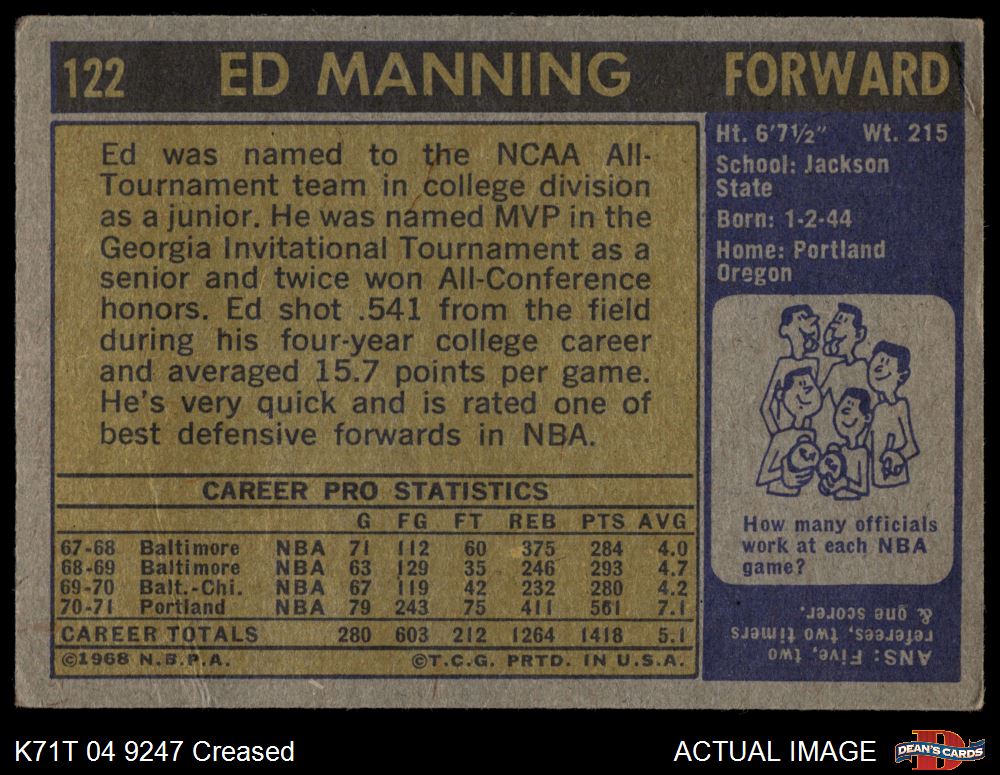 122 ED MANNING FORWARD
Ed was named to the NCAA All-
Tournament team in college division
as a junior. He was named MVP in the
Georgia Invitational Tournament as a
senior and twice won All-Conference
honors. Ed shot .541 from the field
during his four-year college career
and averaged 15.7 points per game.
He's very quick and is rated one of
best defensive forwards in NBA.
CAREER PRO STATISTICS
G FG FT REB PTS AVG
67-68 Baltimore NBA 71 112 60 375 284 4.0
68-69 Baltimore NBA 63 129 35 246 293 4.7
69-70 Balt.-Chi. NBA 67 119 42 232 280 4.2
70-71 Portland NBA 79 243 75 411 561 7.1
CAREER TOTALS 280 603 212 1264 1418 5.1
©1968 N.B.P.A. ©T.C.G. PRTD. IN U.S.A.
Ht. 6'7½" Wt. 215
School: Jackson
State
Born: 1-2-44
Home: Portland
Oregon
How many officials
work at each NBA
game?
ANS: Five, two
referees, two timers
& one scorer.
K71T 04 9247 Creased
ACTUAL IMAGE
DEAN'S CARDS